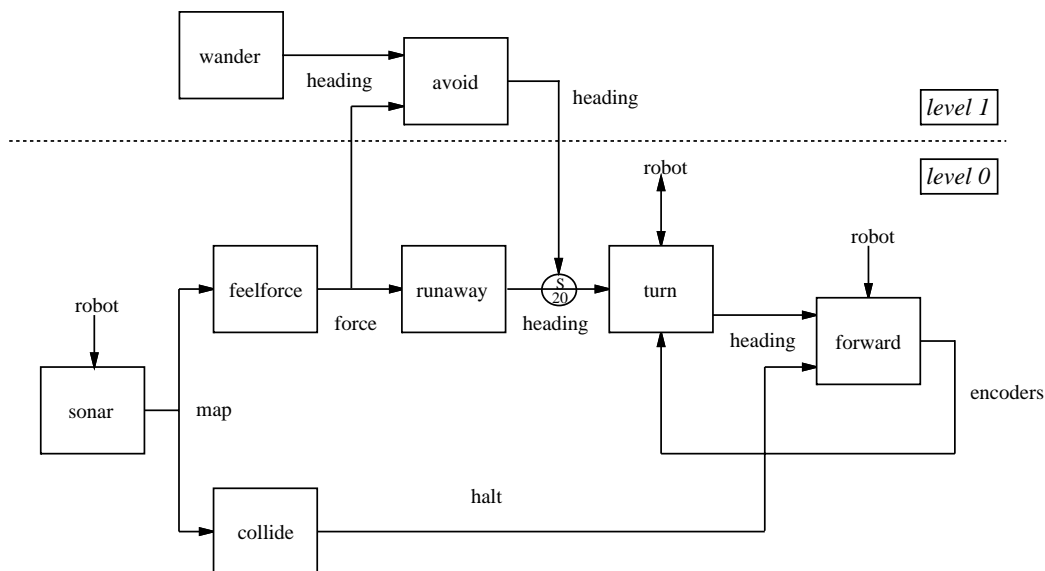 wander
heading
avoid
heading
level 1
level 0
robot
robot
feelforce
force
runaway
S
20
heading
turn
heading
forward
robot
sonar
map
encoders
halt
collide